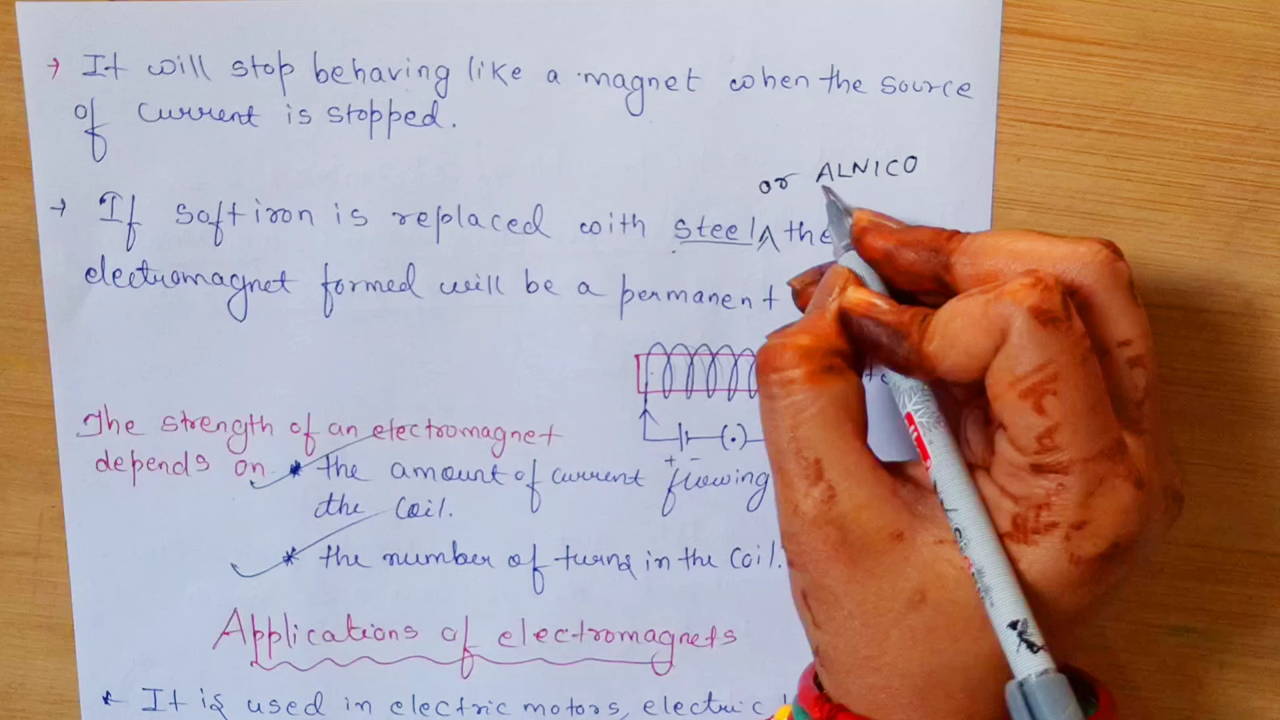 → It will stop behaving like a magnet when the source
of current is stopped.
or ALNICO
→ If soft iron is replaced with steel ^ the
electromagnet formed will be a permanent
The strength of an electromagnet
depends on * the amount of current flowing
+ -
the coil.
* the number of turns in the coil.
Applications of electromagnets
* It is used in electric motors, electric